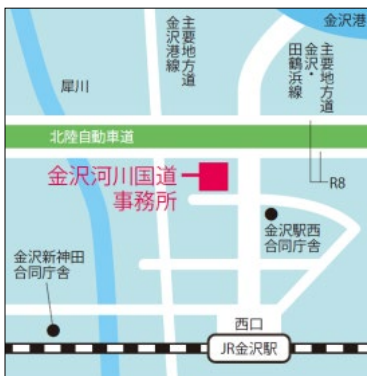 金沢港
主要地方道
金沢港線
主要地方道
金沢・
田鶴浜線
犀川
北陸自動車道
金沢河川国道
事務所
R8
金沢駅西
合同庁舎
金沢新神田
合同庁舎
西口
JR金沢駅